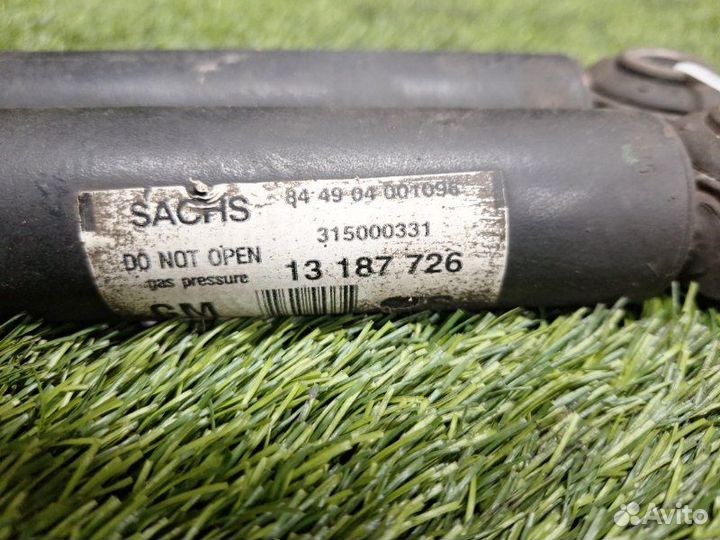 SACHS
84 49 04 001096
315000331
DO NOT OPEN
13 187 726
gas pressure
GM
Avito